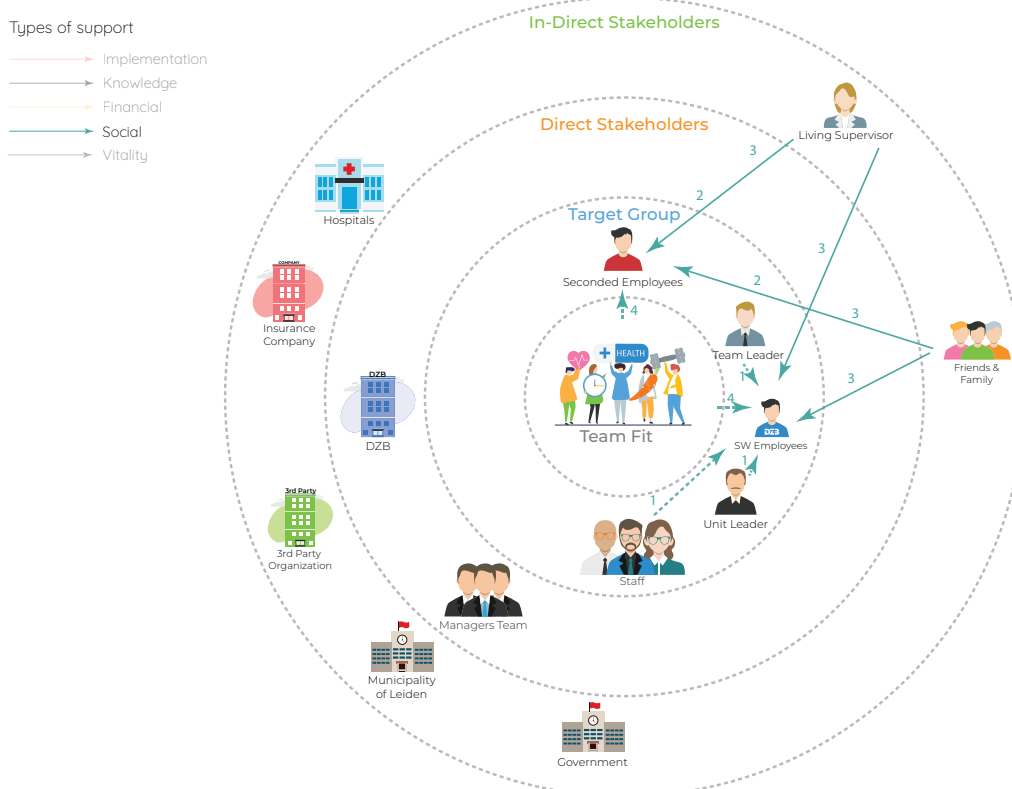 Types of support
Implementation
Knowledge
Financial
Social
Vitality
In-Direct Stakeholders
Direct Stakeholders
Target Group
Living Supervisor
3
2
Hospitals
Seconded Employees
4
3
2
3
COMPANY
Insurance
Company
HEALTH
Team Leader
1
Friends &
Family
3
DZB
DZB
Team Fit
4
DZB
SW Employees
1
Unit Leader
1
3rd Party
3rd Party
Organization
Staff
Managers Team
Municipality
of Leiden
Government